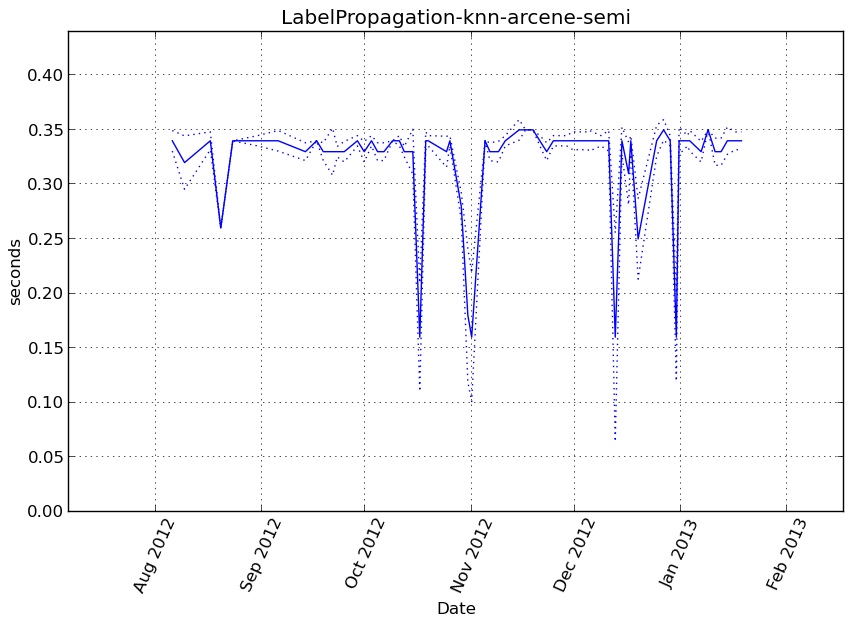 LabelPropagation-knn-arcene-semi
0.40
0.35
0.30
0.25
0.20
0.15
0.10
0.05
0.00
seconds
Aug 2012
Sep 2012
Oct 2012
Nov 2012
Dec 2012
Jan 2013
Feb 2013
Date